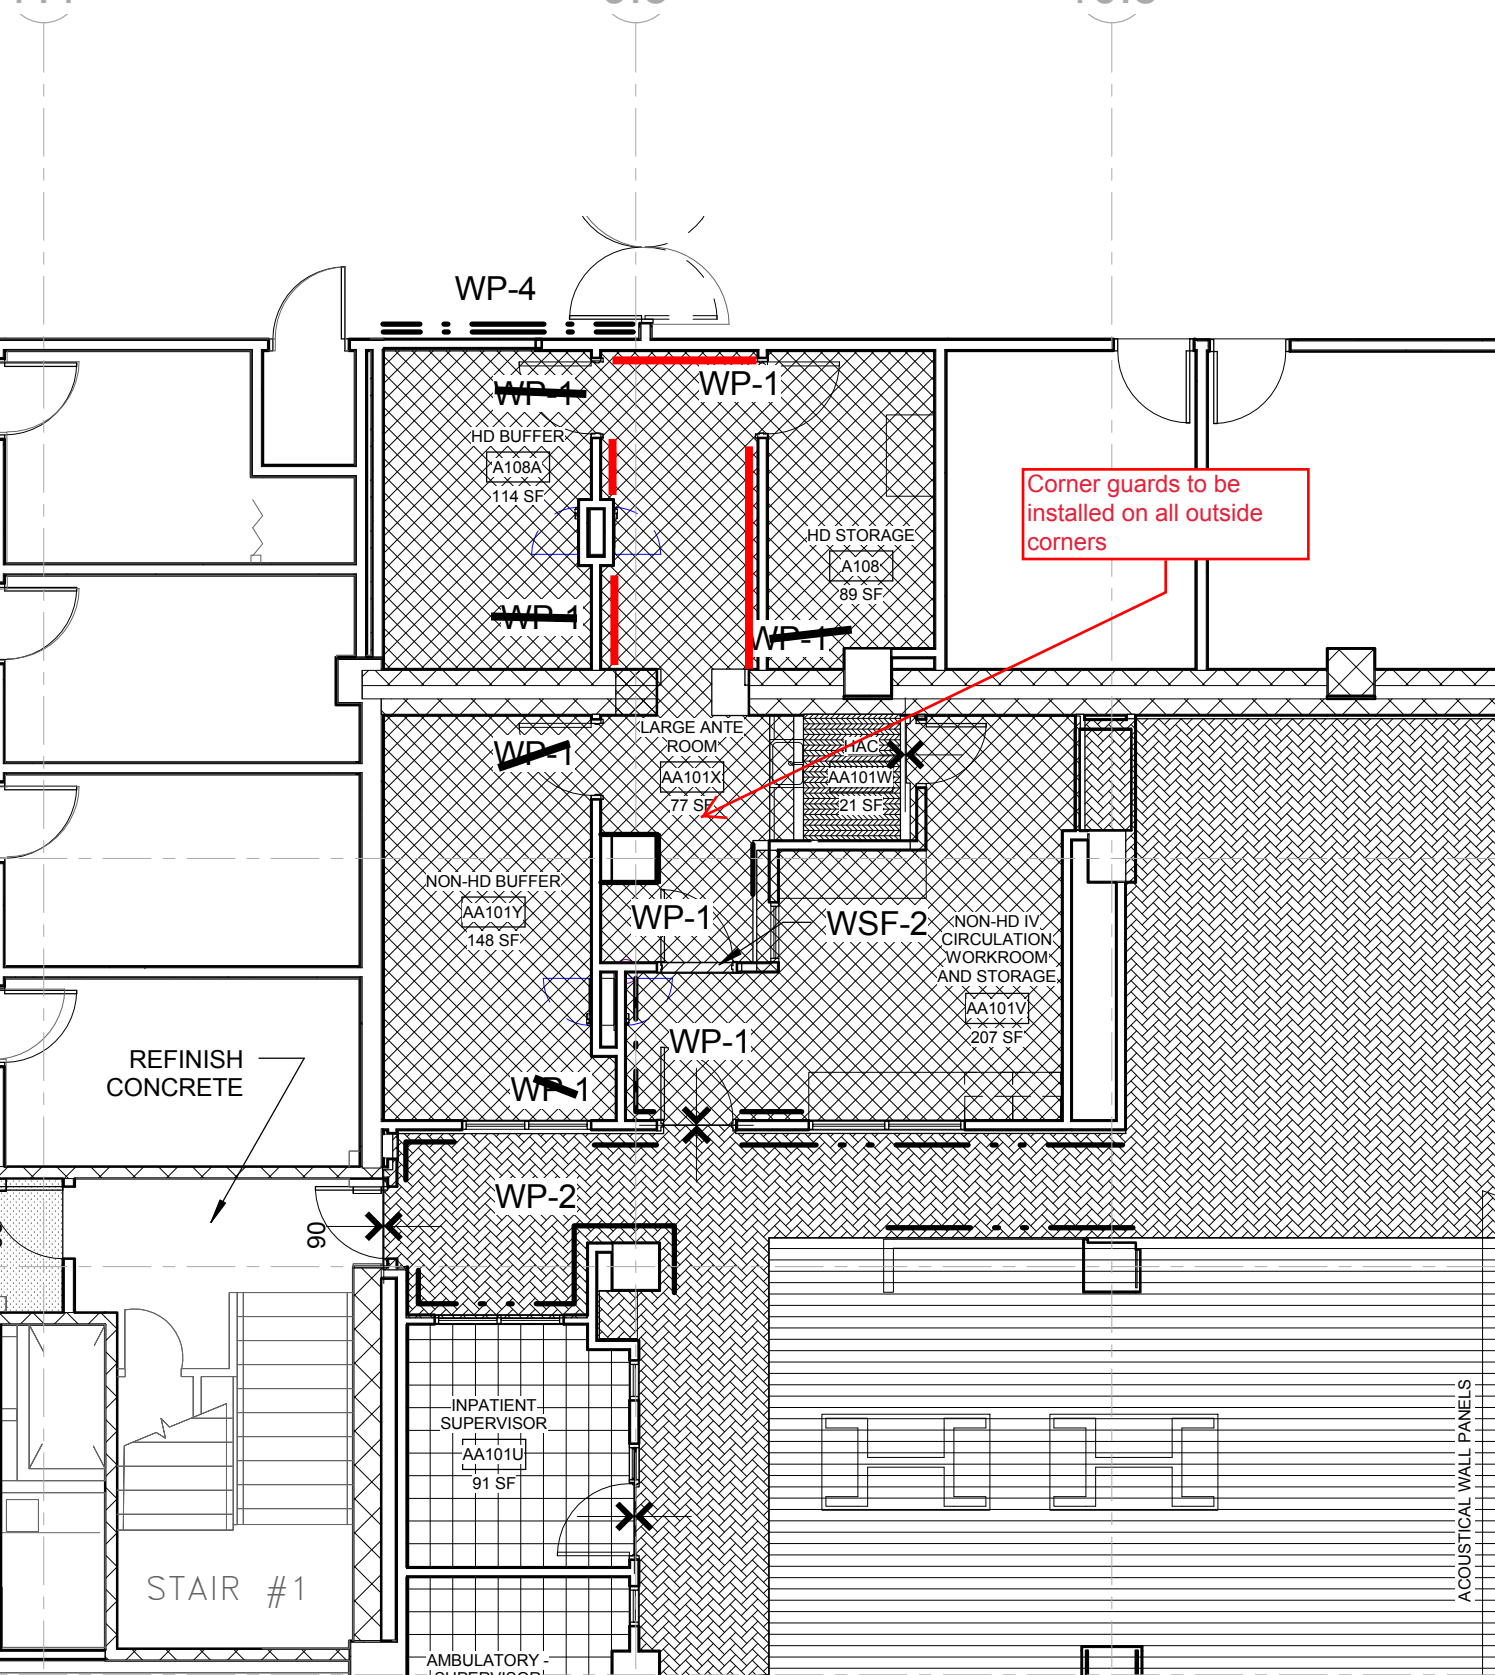 WP-4
WP-1
WP-1
HD BUFFER
A108A
114 SF
Corner guards to be
installed on all outside
corners
HD STORAGE
A108
89 SF
WP-1
WP-1
LARGE ANTE
ROOM
AA101X
77 SF
HAC
AA101W
21 SF
WP-1
NON-HD BUFFER
AA101Y
148 SF
WP-1
WSF-2
NON-HD IV
CIRCULATION
WORKROOM
AND STORAGE
AA101V
207 SF
WP-1
REFINISH
CONCRETE
WP-1
WP-2
90
INPATIENT
SUPERVISOR
AA101U
91 SF
ACOUSTICAL WALL PANELS
STAIR #1
AMBULATORY -
SUPERVISOR